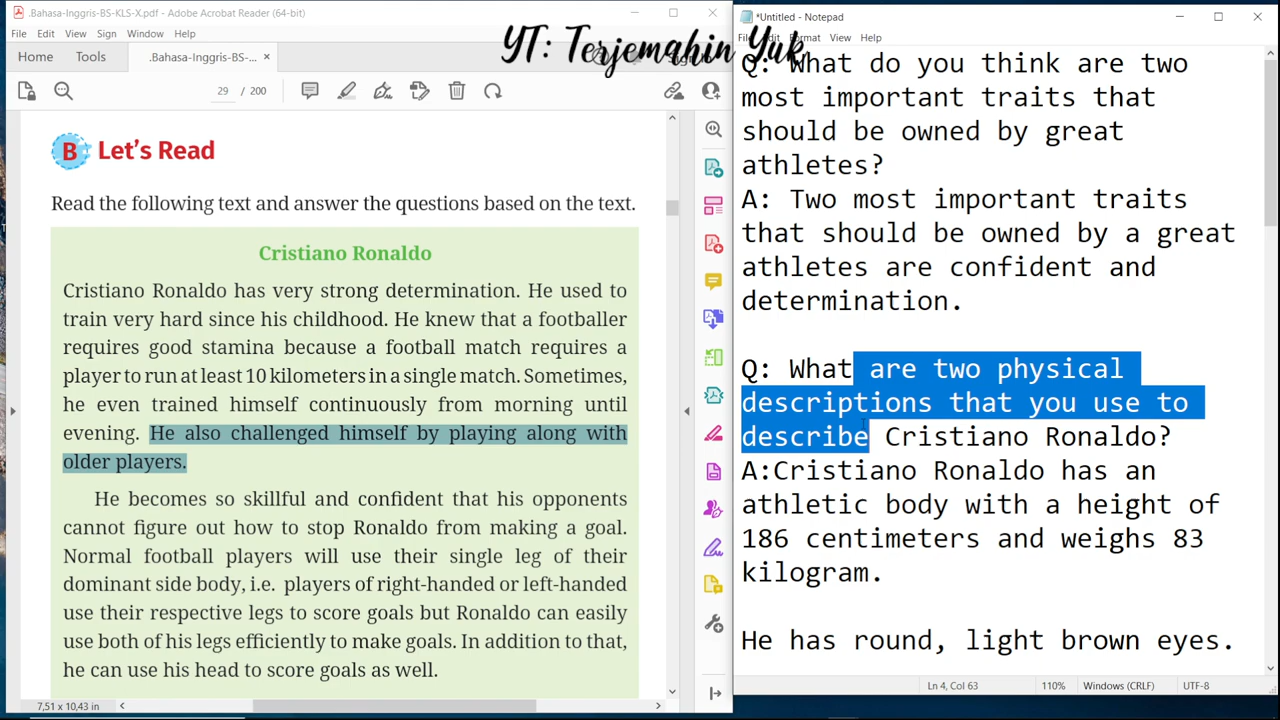 .Bahasa-Inggris-BS-KLS-X.pdf - Adobe Acrobat Reader (64-bit)
File Edit View Sign Window Help
Home Tools .Bahasa-Inggris-BS-... ×
29 / 200
YT: Terjemahin Yuk
B Let's Read
Read the following text and answer the questions based on the text.
Cristiano Ronaldo
Cristiano Ronaldo has very strong determination. He used to
train very hard since his childhood. He knew that a footballer
requires good stamina because a football match requires a
player to run at least 10 kilometers in a single match. Sometimes,
he even trained himself continuously from morning until
evening. He also challenged himself by playing along with
older players.
He becomes so skillful and confident that his opponents
cannot figure out how to stop Ronaldo from making a goal.
Normal football players will use their single leg of their
dominant side body, i.e. players of right-handed or left-handed
use their respective legs to score goals but Ronaldo can easily
use both of his legs efficiently to make goals. In addition to that,
he can use his head to score goals as well.
7,51 x 10,43 in
*Untitled - Notepad
File Edit Format View Help
Q: What do you think are two
most important traits that
should be owned by great
athletes?
A: Two most important traits
that should be owned by a great
athletes are confident and
determination.
Q: What are two physical
descriptions that you use to
describe Cristiano Ronaldo?
A:Cristiano Ronaldo has an
athletic body with a height of
186 centimeters and weighs 83
kilogram.
He has round, light brown eyes.
Ln 4, Col 63 110% Windows (CRLF) UTF-8